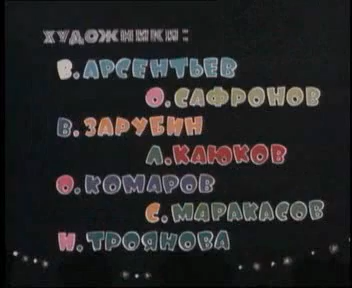 ХУДОЖНИКИ:
В. АРСЕНТЬЕВ
О. САФРОНОВ
В. ЗАРУБИН
Л. КАЮКОВ
О. КОМАРОВ
С. МАРАКАСОВ
И. ТРОЯНОВА